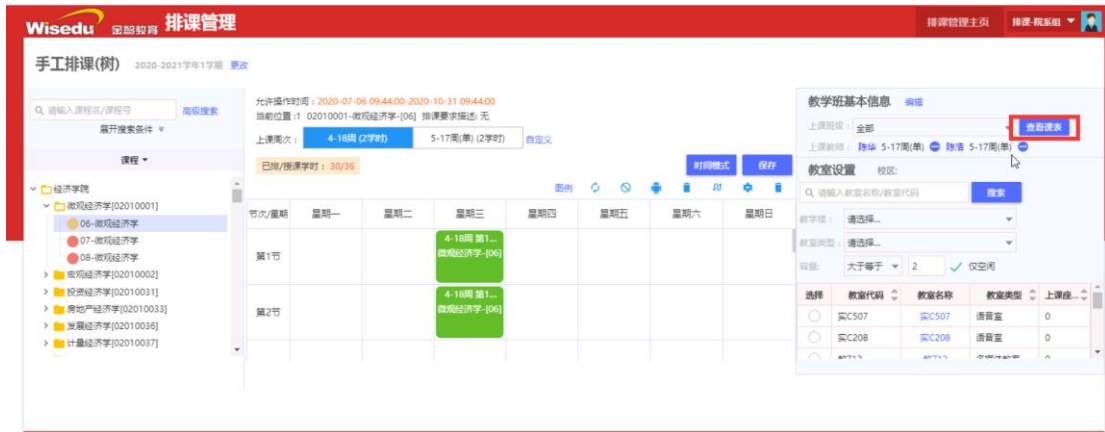 Wisedu 金智教育 排课管理
排课管理主页 排课-院系组
手工排课(树) 2020-2021学年1学期 更改
请输入课程名/课程号 高级搜索
展开搜索条件
课程
经济学院
微观经济学[02010001]
06-微观经济学
07-微观经济学
08-微观经济学
宏观经济学[02010002]
投资经济学[02010031]
房地产经济学[02010033]
发展经济学[02010036]
计量经济学[02010037]
允许操作时间：2020-07-06 09:44:00-2020-10-31 09:44:00
当前位置:1 02010001-微观经济学-[06] 排课要求描述: 无
上课周次： 4-18周 (2学时) 5-17周(单) (2学时) 自定义
已排/授课学时：30/36 时间模式 保存
图例
节次/星期 星期一 星期二 星期三 星期四 星期五 星期六 星期日
第1节 4-18周 第1...
微观经济学-[06]
第2节 4-18周 第1...
微观经济学-[06]
教学班基本信息 编辑
上课班级：全部 查看课表
上课教师：陈华 5-17周(单) 陈浩 5-17周(单)
教室设置 校区:
请输入教室名称/教室代码 搜索
教学楼： 请选择...
教室类型： 请选择...
容量: 大于等于 2 仅空闲
选择 教室代码 教室名称 教室类型 上课座...
实C507 实C507 语音室 0
实C208 实C208 语音室 0